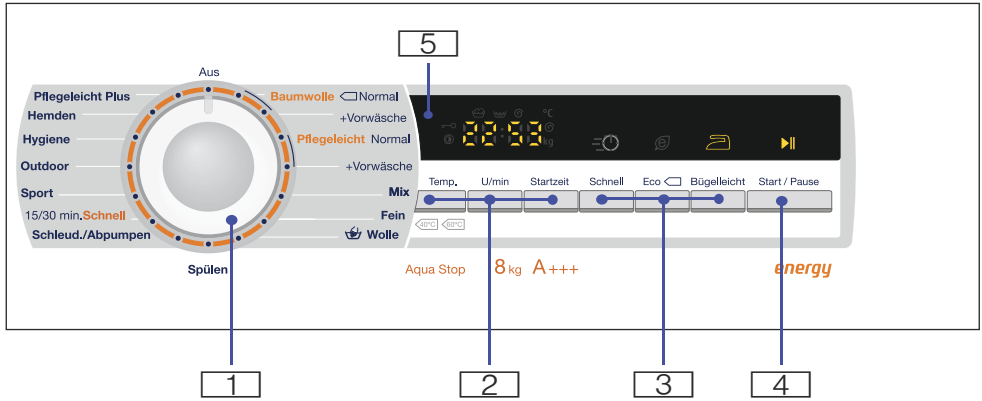 5
Aus
Pflegeleicht Plus
Hemden
Hygiene
Outdoor
Sport
15/30 min.Schnell
Schleud./Abpumpen
Spülen
Baumwolle Normal
+Vorwäsche
Pflegeleicht Normal
+Vorwäsche
Mix
Fein
Wolle
°C
kg
Temp. U/min Startzeit Schnell Eco Bügelleicht Start / Pause
40°C
Aqua Stop 8 kg A+++ energy
1 2 3 4